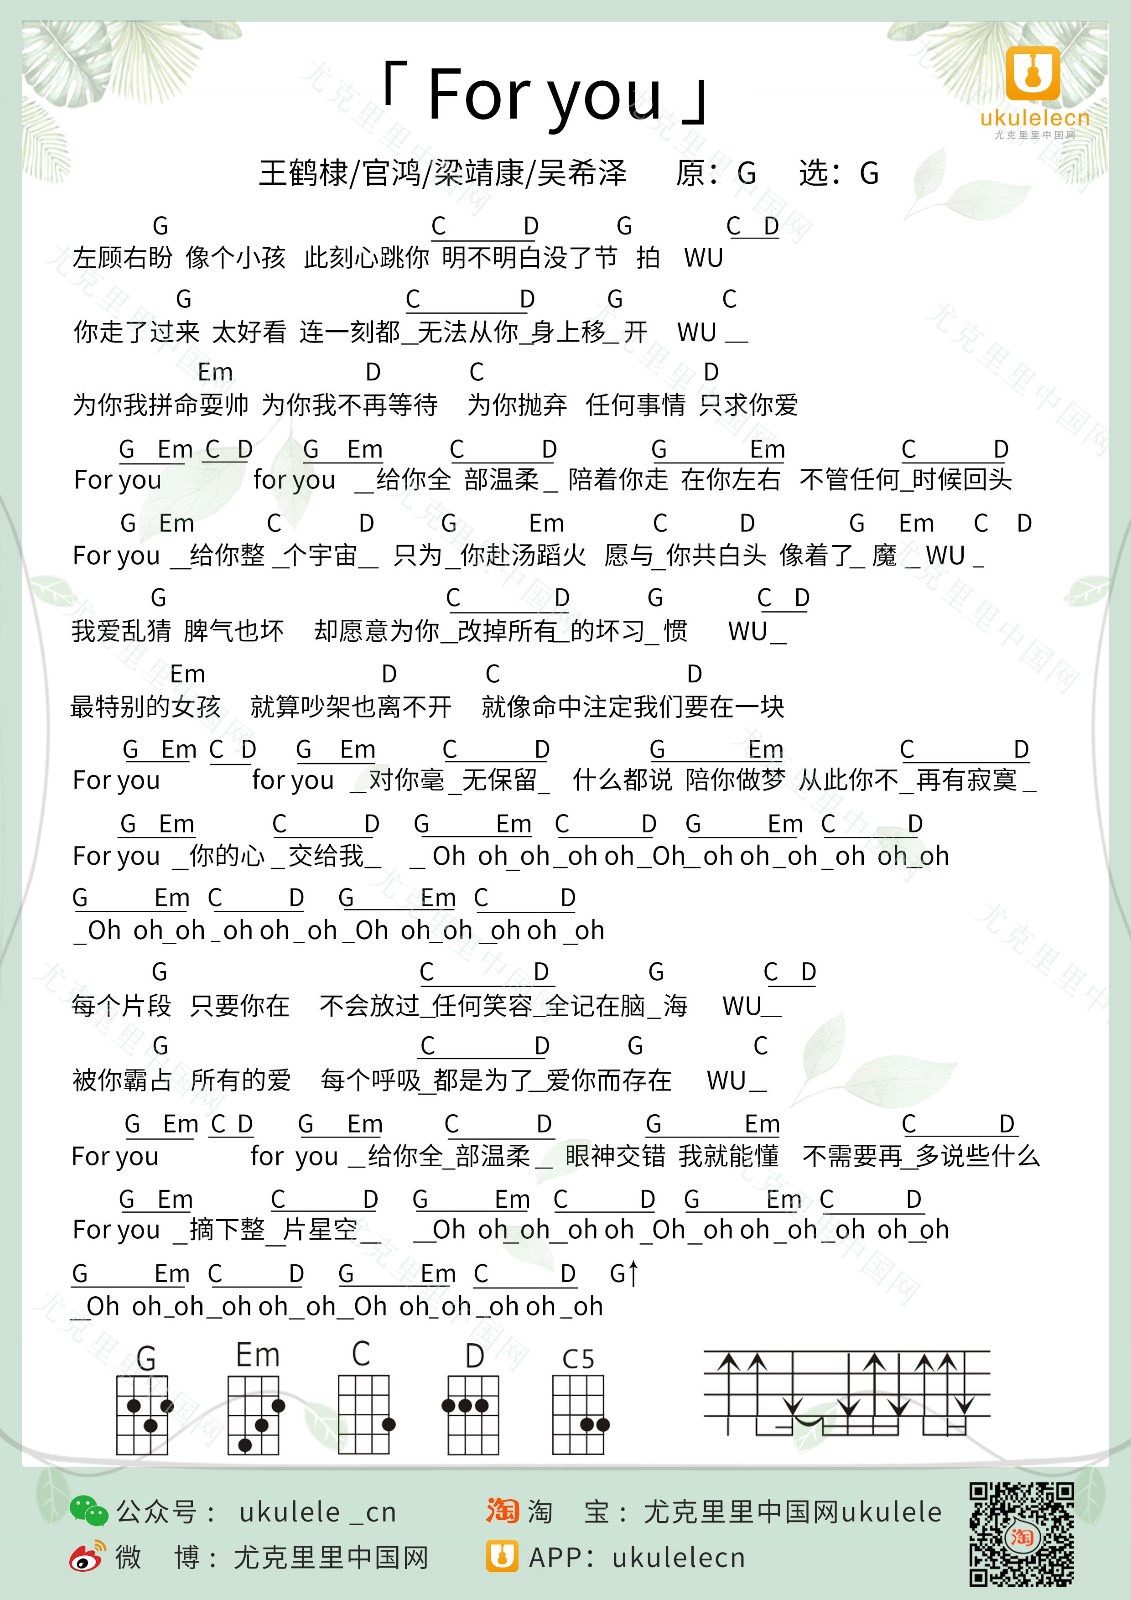 「 For you 」
ukulelecn
尤克里里中国网
王鹤棣/官鸿/梁靖康/吴希泽 原：G 选：G
G C D G C D
左顾右盼 像个小孩 此刻心跳你 明不明白没了节 拍 WU
G C D G C
你走了过来 太好看 连一刻都_无法从你_身上移_ 开 WU _
Em D C D
为你我拼命耍帅 为你我不再等待 为你抛弃 任何事情 只求你爱
G Em C D G Em C D G Em C D
For you for you _给你全 部温柔_ 陪着你走 在你左右 不管任何_时候回头
G Em C D G Em C D G Em C D
For you _给你整 _个宇宙_ 只为_你赴汤蹈火 愿与_你共白头 像着了_ 魔 _ WU _
G C D G C D
我爱乱猜 脾气也坏 却愿意为你_改掉所有_的坏习_ 惯 WU_
Em D C D
最特别的女孩 就算吵架也离不开 就像命中注定我们要在一块
G Em C D G Em C D G Em C D
For you for you _对你毫 _无保留_ 什么都说 陪你做梦 从此你不_再有寂寞_
G Em C D G Em C D G Em C D
For you _你的心 _交给我_ _ Oh oh_oh_oh oh_Oh_oh oh_oh_oh oh_oh
G Em C D G Em C D
_Oh oh_oh_oh oh_oh_Oh oh_oh _oh oh _oh
G C D G C D
每个片段 只要你在 不会放过_任何笑容_全记在脑_海 WU_
G C D G C
被你霸占 所有的爱 每个呼吸_都是为了_爱你而存在 WU_
G Em C D G Em C D G Em C D
For you for you _给你全_部温柔 _ 眼神交错 我就能懂 不需要再_多说些什么
G Em C D G Em C D G Em C D
For you _摘下整_片星空_ _Oh oh_oh_oh oh _Oh_oh oh_oh_oh oh_oh
G Em C D G Em C D G↑
_Oh oh_oh_oh oh_oh_Oh oh_oh_oh oh_oh
G Em C D C5
公众号： ukulele _cn 淘 淘 宝：尤克里里中国网ukulele
微 博：尤克里里中国网 APP：ukulelecn
淘